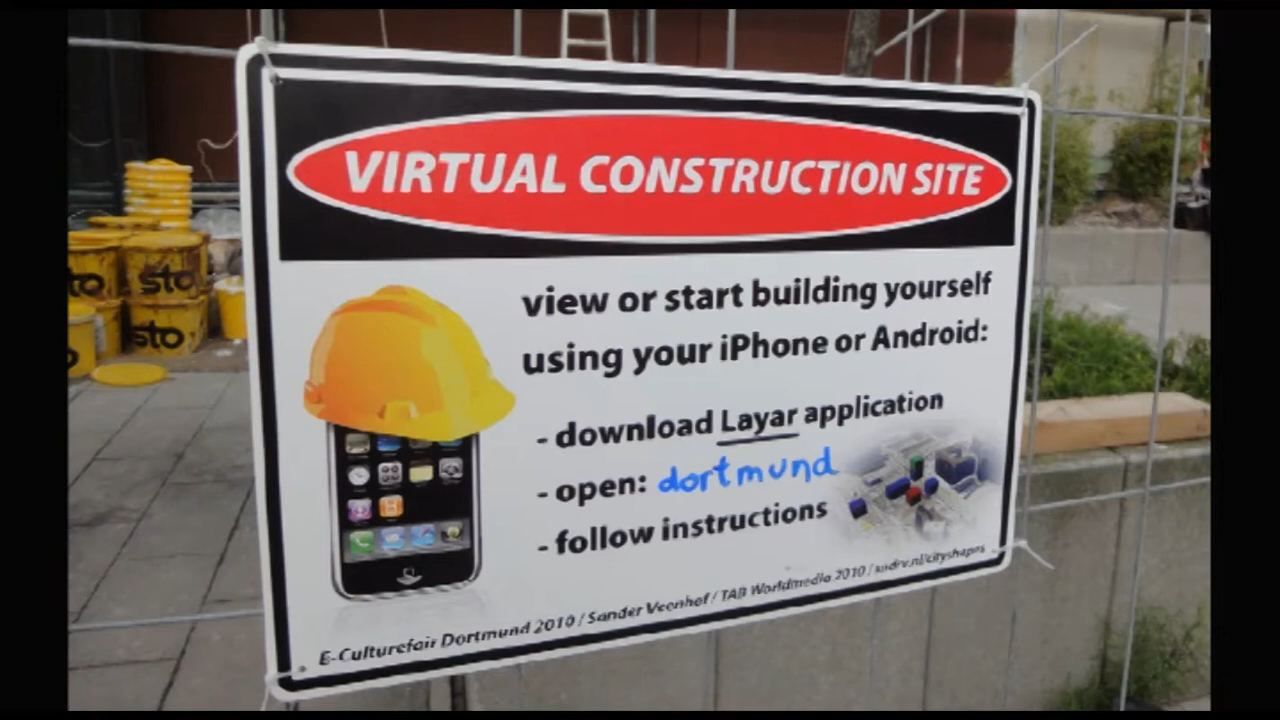 VIRTUAL CONSTRUCTION SITE
view or start building yourself
using your iPhone or Android:
- download Layar application
- open: dortmund
- follow instructions
E-Culturefair Dortmund 2010 / Sander Veenhof / TAB Worldmedia 2010 / sndrv.nl/cityshapes
sto
sto
sto